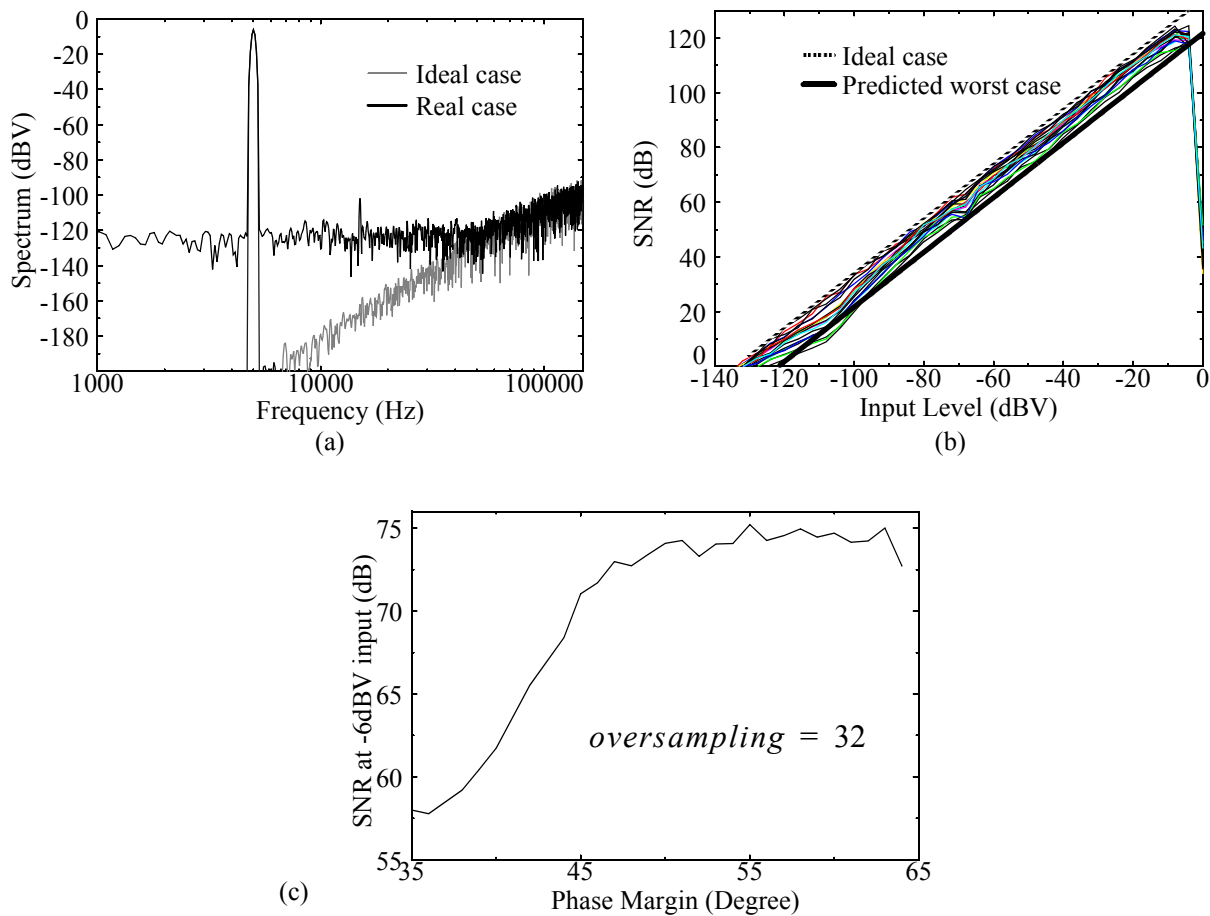 0
-20
-40
-60
-80
-100
-120
-140
-160
-180
Spectrum (dBV)
Ideal case
Real case
1000
10000
100000
Frequency (Hz)
(a)
120
100
80
60
40
20
0
SNR (dB)
Ideal case
Predicted worst case
-140
-120
-100
-80
-60
-40
-20
0
Input Level (dBV)
(b)
75
70
65
60
55
SNR at -6dBV input (dB)
oversampling = 32
35
45
55
65
Phase Margin (Degree)
(c)